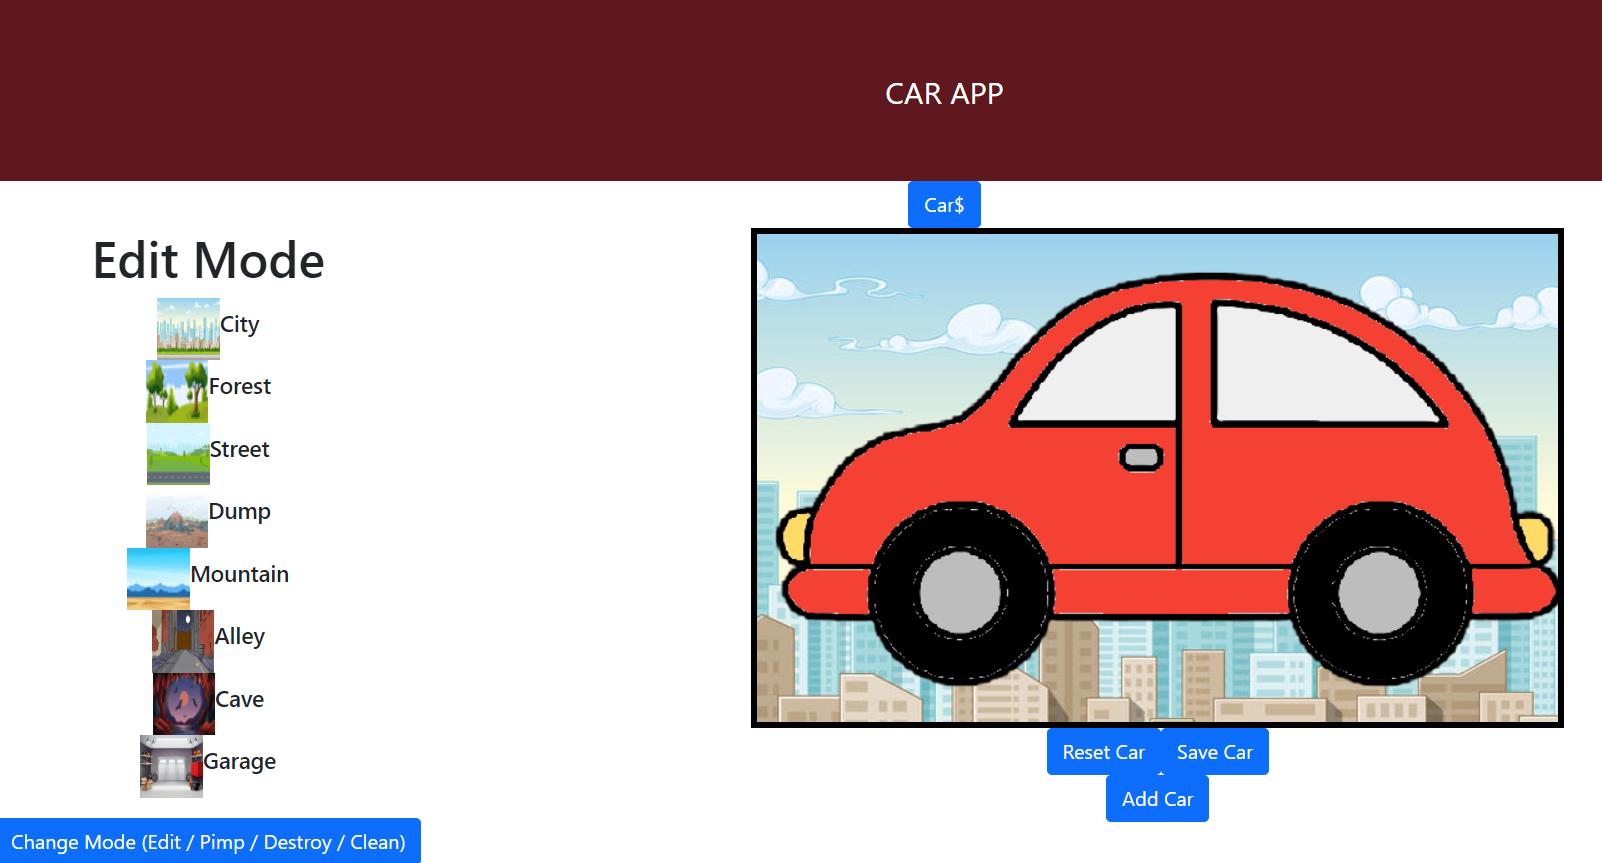 CAR APP
Car$
Edit Mode
City
Forest
Street
Dump
Mountain
Alley
Cave
Garage
Change Mode (Edit / Pimp / Destroy / Clean)
Reset Car Save Car
Add Car